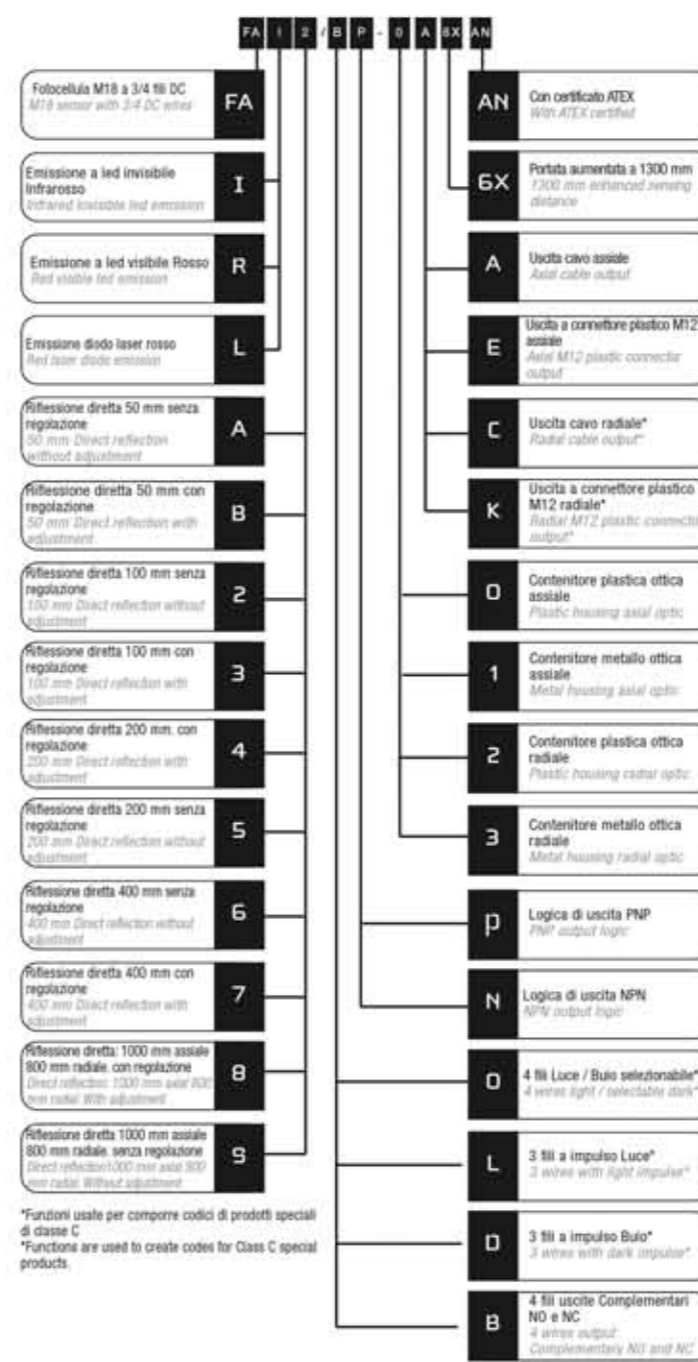 FA I 2 / B P - 0 A 6X AN
Fotocellula M18 a 3/4 fili DC
M18 sensor with 3/4 DC wires
FA
Emissione a led invisibile
Infrarosso
Infrared invisible led emission
I
Emissione a led visibile Rosso
Red visible led emission
R
Emissione diodo laser rosso
Red laser diode emission
L
Riflessione diretta 50 mm senza
regolazione
50 mm Direct reflection
without adjustment
A
Riflessione diretta 50 mm con
regolazione
50 mm Direct reflection with
adjustment
B
Riflessione diretta 100 mm senza
regolazione
100 mm Direct reflection without
adjustment
2
Riflessione diretta 100 mm con
regolazione
100 mm Direct reflection with
adjustment
3
Riflessione diretta 200 mm. con
regolazione
200 mm Direct reflection with
adjustment
4
Riflessione diretta 200 mm senza
regolazione
200 mm Direct reflection without
adjustment
5
Riflessione diretta 400 mm senza
regolazione
400 mm Direct reflection without
adjustment
6
Riflessione diretta 400 mm con
regolazione
400 mm Direct reflection with
adjustment
7
Riflessione diretta: 1000 mm assiale
800 mm radiale. con regolazione
Direct reflection: 1000 mm axial 800
mm radial. With adjustment
8
Riflessione diretta 1000 mm assiale
800 mm radiale. senza regolazione
Direct reflection1000 mm axial 800
mm radial. Without adjustment
9
*Funzioni usate per comporre codici di prodotti speciali
di classe C
*Functions are used to create codes for Class C special
products.
AN
Con certificato ATEX
With ATEX certified
6X
Portata aumentata a 1300 mm
1300 mm enhanced sensing
distance
A
Uscita cavo assiale
Axial cable output
E
Uscita a connettore plastico M12
assiale
Axial M12 plastic connector
output
C
Uscita cavo radiale*
Radial cable output*
K
Uscita a connettore plastico
M12 radiale*
Radial M12 plastic connecto
output*
0
Contenitore plastica ottica
assiale
Plastic housing axial optic
1
Contenitore metallo ottica
assiale
Metal housing axial optic
2
Contenitore plastica ottica
radiale
Plastic housing radial optic
3
Contenitore metallo ottica
radiale
Metal housing radial optic
P
Logica di uscita PNP
PNP output logic
N
Logica di uscita NPN
NPN output logic
0
4 fili Luce / Buio selezionabile*
4 wires light / selectable dark*
L
3 fili a impulso Luce*
3 wires with light impulse*
D
3 fili a impulso Buio*
3 wires with dark impulse*
B
4 fili uscite Complementari
NO e NC
4 wires output
Complementary NO and NC